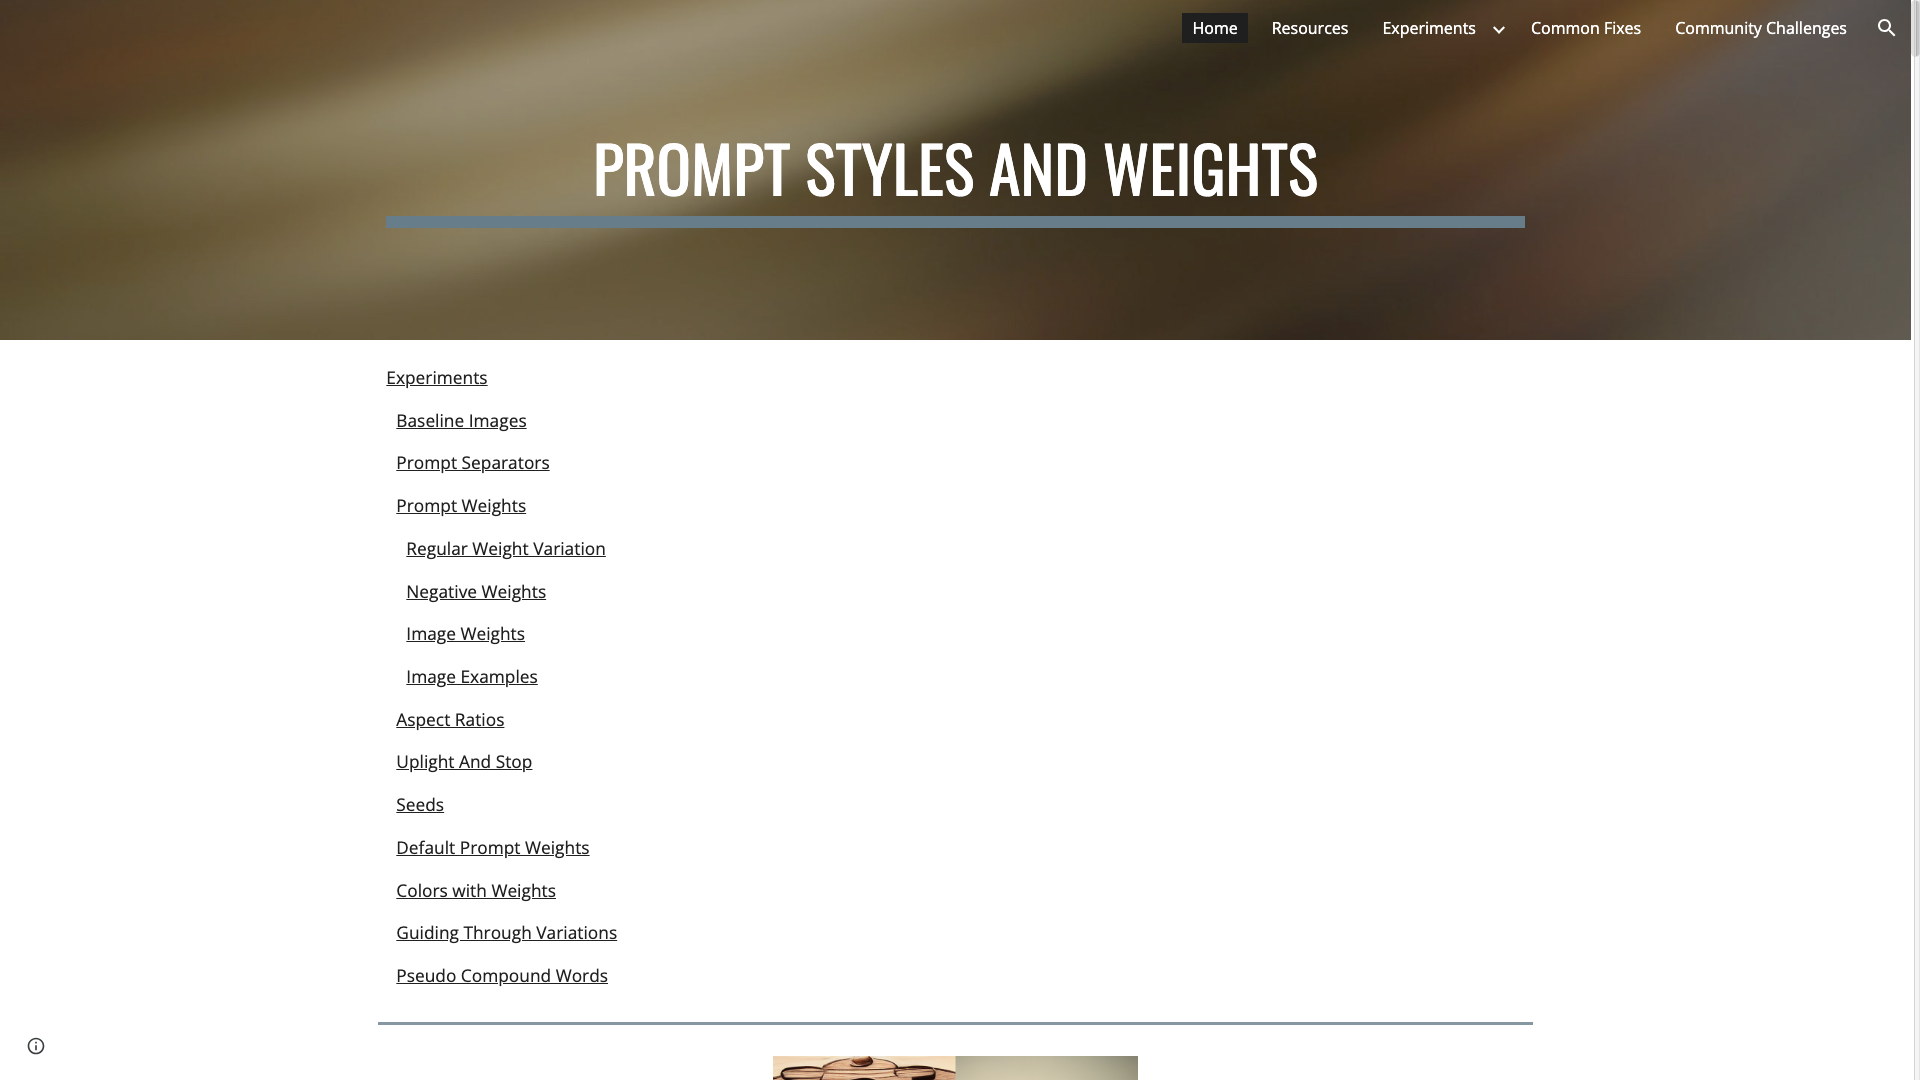 Home Resources Experiments Common Fixes Community Challenges
PROMPT STYLES AND WEIGHTS
Experiments
Baseline Images
Prompt Separators
Prompt Weights
Regular Weight Variation
Negative Weights
Image Weights
Image Examples
Aspect Ratios
Uplight And Stop
Seeds
Default Prompt Weights
Colors with Weights
Guiding Through Variations
Pseudo Compound Words